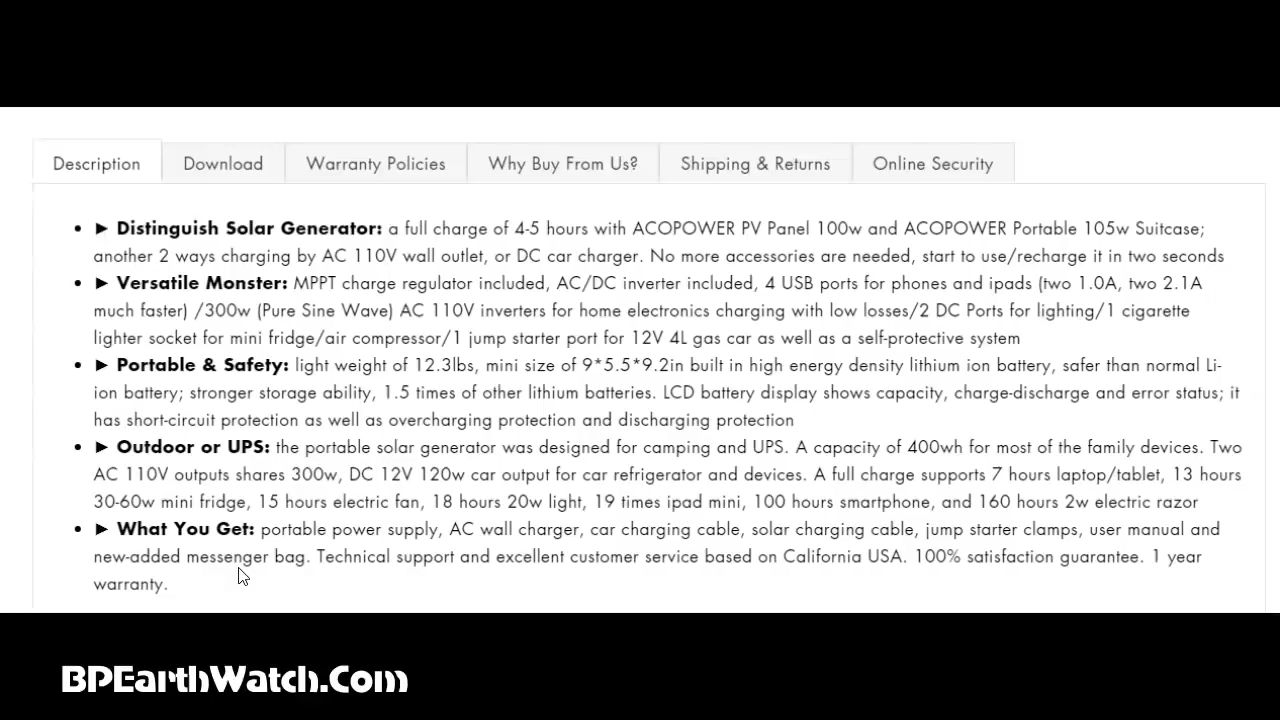 Description Download Warranty Policies Why Buy From Us? Shipping & Returns Online Security
• ► Distinguish Solar Generator: a full charge of 4-5 hours with ACOPOWER PV Panel 100w and ACOPOWER Portable 105w Suitcase;
another 2 ways charging by AC 110V wall outlet, or DC car charger. No more accessories are needed, start to use/recharge it in two seconds
• ► Versatile Monster: MPPT charge regulator included, AC/DC inverter included, 4 USB ports for phones and ipads (two 1.0A, two 2.1A
much faster) /300w (Pure Sine Wave) AC 110V inverters for home electronics charging with low losses/2 DC Ports for lighting/1 cigarette
lighter socket for mini fridge/air compressor/1 jump starter port for 12V 4L gas car as well as a self-protective system
• ► Portable & Safety: light weight of 12.3lbs, mini size of 9*5.5*9.2in built in high energy density lithium ion battery, safer than normal Li-
ion battery; stronger storage ability, 1.5 times of other lithium batteries. LCD battery display shows capacity, charge-discharge and error status; it
has short-circuit protection as well as overcharging protection and discharging protection
• ► Outdoor or UPS: the portable solar generator was designed for camping and UPS. A capacity of 400wh for most of the family devices. Two
AC 110V outputs shares 300w, DC 12V 120w car output for car refrigerator and devices. A full charge supports 7 hours laptop/tablet, 13 hours
30-60w mini fridge, 15 hours electric fan, 18 hours 20w light, 19 times ipad mini, 100 hours smartphone, and 160 hours 2w electric razor
• ► What You Get: portable power supply, AC wall charger, car charging cable, solar charging cable, jump starter clamps, user manual and
new-added messenger bag. Technical support and excellent customer service based on California USA. 100% satisfaction guarantee. 1 year
warranty.
BPEarthWatch.Com